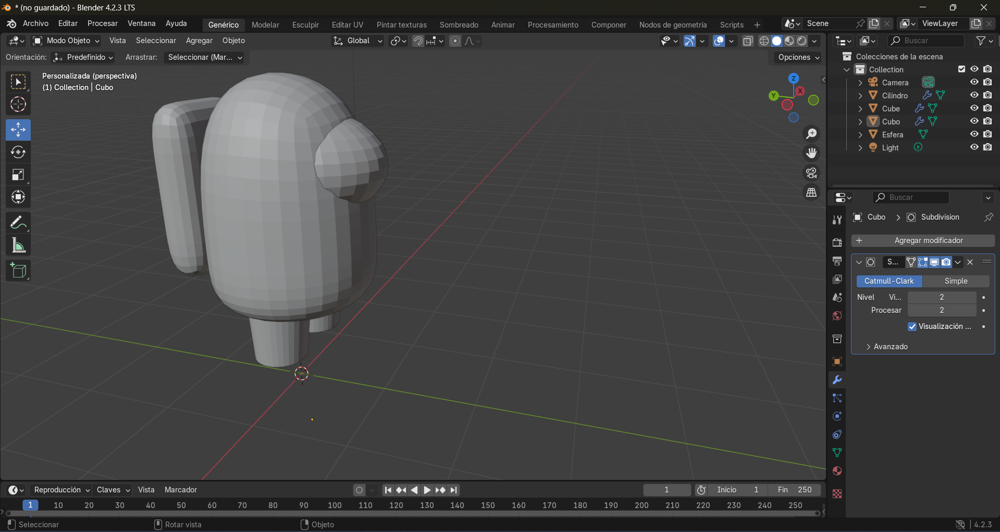 * (no guardado) - Blender 4.2.3 LTS
Archivo Editar Procesar Ventana Ayuda Genérico Modelar Esculpir Editar UV Pintar texturas Sombreado Animar Procesamiento Componer Nodos de geometría Scripts + Scene ViewLayer
Modo Objeto Vista Seleccionar Agregar Objeto Global
Orientación: Predefinido Arrastrar: Seleccionar (Mar... Opciones
Personalizada (perspectiva)
(1) Collection | Cubo
Z
X
Y
Buscar
Colecciones de la escena
Collection
Camera
Cilindro
Cube
Cubo
Esfera
Light
Buscar
Cubo > Subdivision
+ Agregar modificador
S...
Catmull-Clark Simple
Nivel Vi... 2
Procesar 2
Visualización ...
Avanzado
Reproducción Claves Vista Marcador 1 Inicio 1 Fin 250
1 10 20 30 40 50 60 70 80 90 100 110 120 130 140 150 160 170 180 190 200 210 220 230 240 250
Seleccionar Rotar vista Objeto 4.2.3